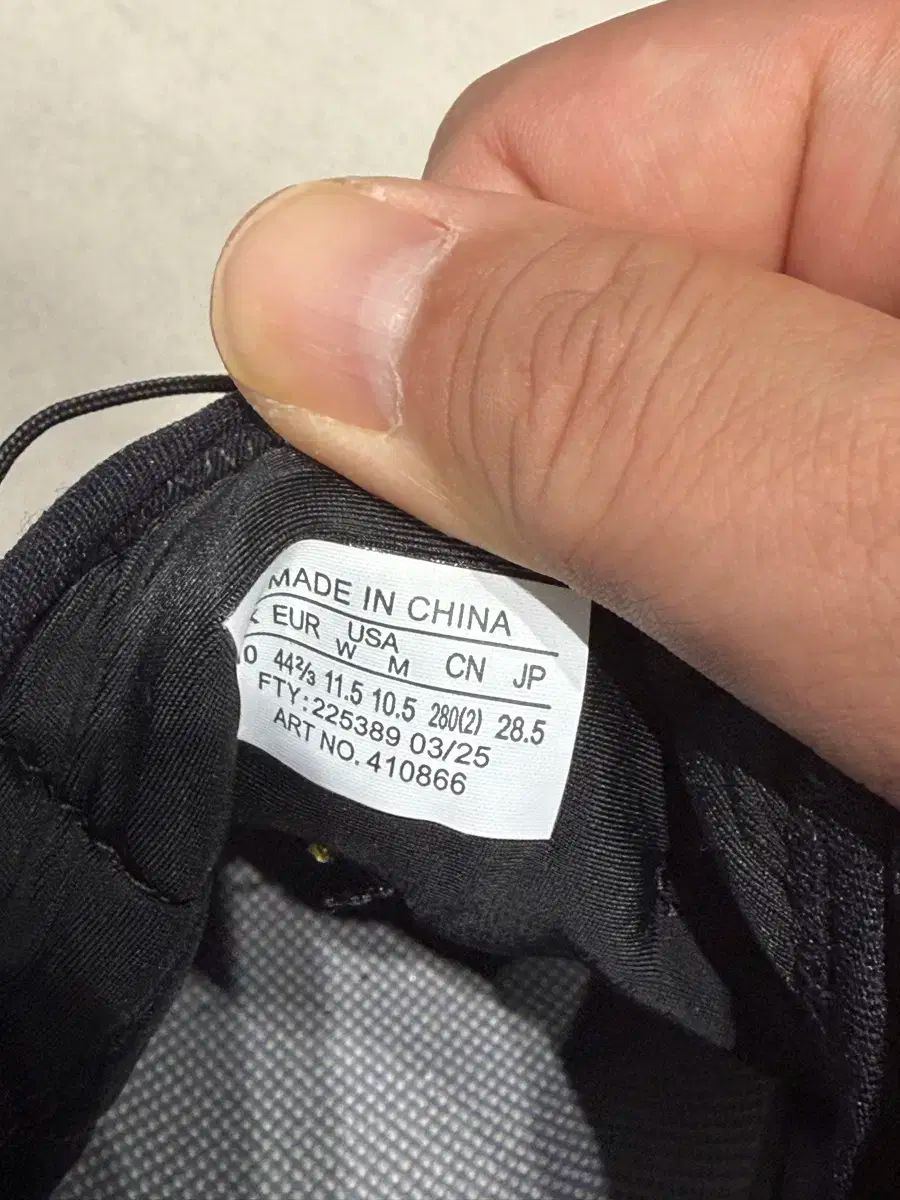 MADE IN CHINA
EUR USA CN JP
W M
44⅔ 11.5 10.5 280(2) 28.5
FTY:225389 03/25
ART NO. 410866